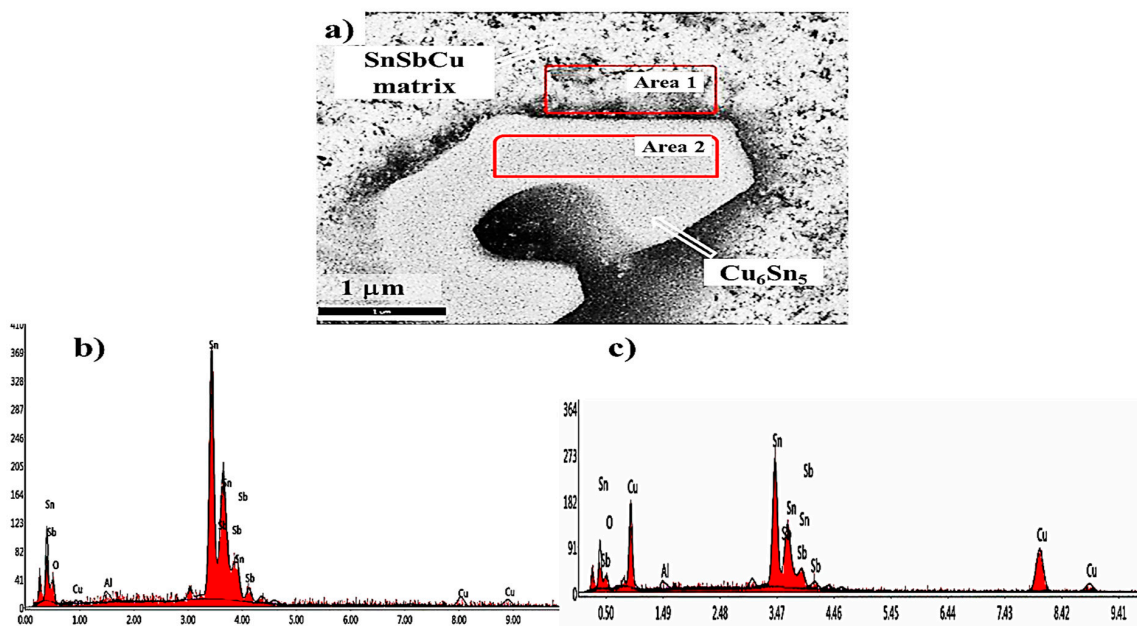 a)
SnSbCu
matrix
Area 1
Area 2
Cu₆Sn₅
1 μm
b)
410
369
328
287
246
205
164
123
82
41
0
Sn
Sn
Sb
Sb
Sn
Sb
Sn
Sb
O
Cu
Al
Cu
Cu
0.00 1.00 2.00 3.00 4.00 5.00 6.00 7.00 8.00 9.00
c)
364
273
182
91
0
Sn
Sb
Sn
Sn
Sb
Sb
Sn
O
Sb
Cu
Al
Cu
Cu
0.50 1.49 2.48 3.47 4.46 5.45 6.44 7.43 8.42 9.41